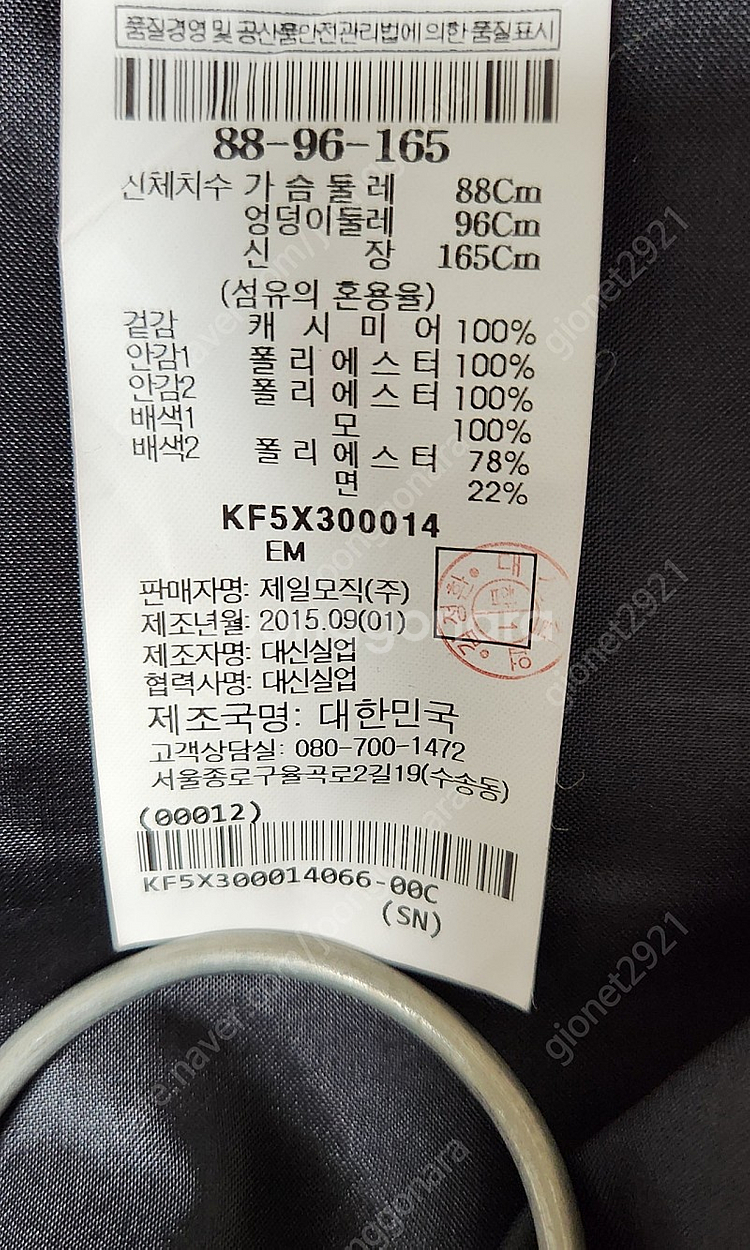 품질경영 및 공산품안전관리법에 의한 품질표시
88-96-165
신체치수 가 슴 둘 레 88Cm
엉덩이둘레 96Cm
신 장 165Cm
(섬유의 혼용율)
겉감 캐 시 미 어 100%
안감1 폴 리 에 스 터 100%
안감2 폴 리 에 스 터 100%
배색1 모 100%
배색2 폴 리 에 스 터 78%
면 22%
KF5X300014
EM
판매자명: 제일모직(주)
제조년월: 2015.09(01)
제조자명: 대신실업
협력사명: 대신실업
제조국명: 대한민국
고객상담실: 080-700-1472
서울종로구율곡로2길19(수송동)
(00012)
KF5X300014066-00C
(SN)
gionet2921
gionet2921
gionet2921